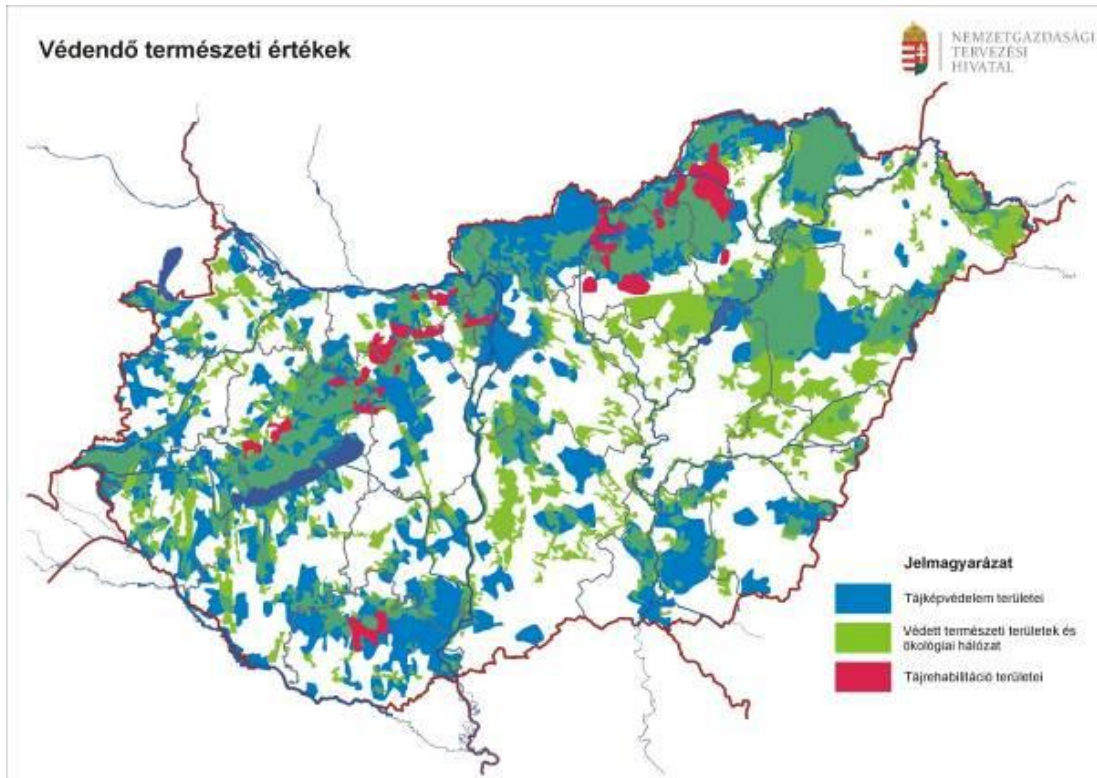 Védendő természeti értékek
NEMZETGAZDASÁGI
TERVEZÉSI
HIVATAL
Jelmagyarázat
Tájképvédelem területei
Védett természeti területek és
ökológiai hálózat
Tájrehabilitáció területei